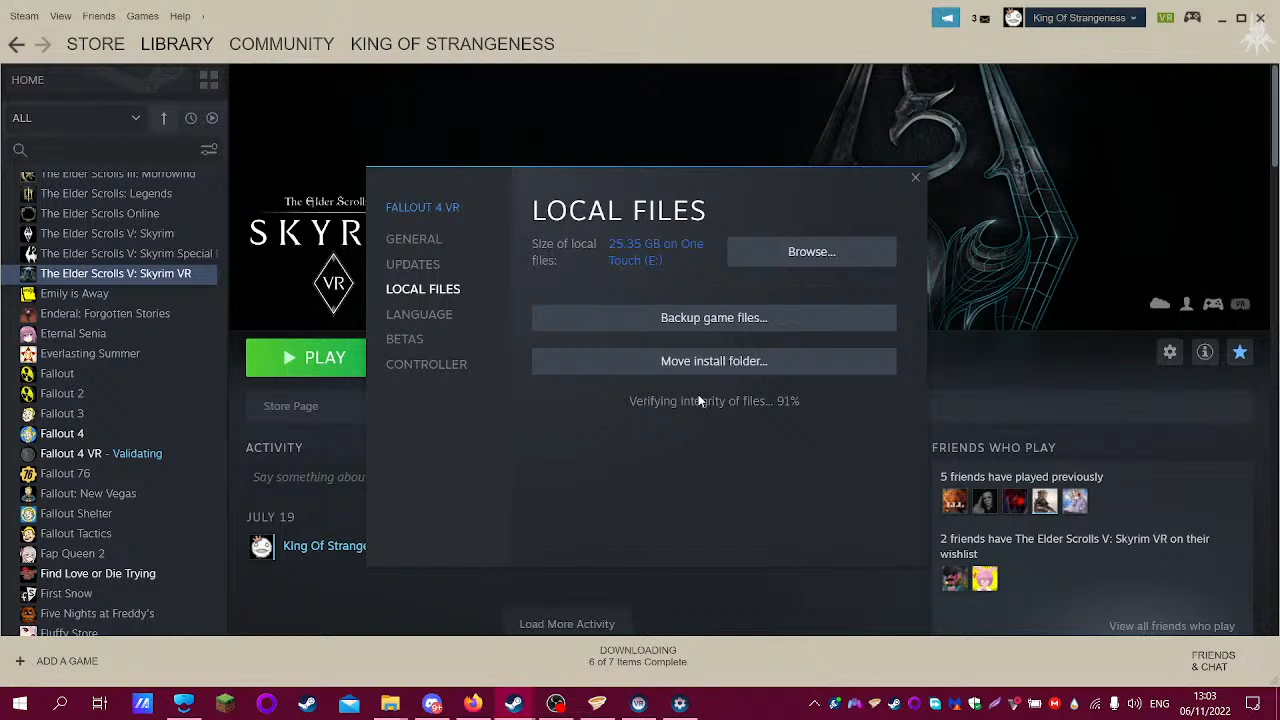 Steam View Friends Games Help
3
King Of Strangeness
VR
STORE LIBRARY COMMUNITY KING OF STRANGENESS
HOME
ALL
The Elder Scrolls III: Morrowind
The Elder Scrolls: Legends
The Elder Scrolls Online
The Elder Scrolls V: Skyrim
The Elder Scrolls V: Skyrim Special
The Elder Scrolls V: Skyrim VR
Emily is Away
Enderal: Forgotten Stories
Eternal Senia
Everlasting Summer
Fallout
Fallout 2
Fallout 3
Fallout 4
Fallout 4 VR - Validating
Fallout 76
Fallout: New Vegas
Fallout Shelter
Fallout Tactics
Fap Queen 2
Find Love or Die Trying
First Snow
Five Nights at Freddy's
Fluffy Store
The Elder Scrol
SKYR
VR
PLAY
Store Page
ACTIVITY
Say something about
JULY 19
King Of Strange
Load More Activity
FALLOUT 4 VR
GENERAL
UPDATES
LOCAL FILES
LANGUAGE
BETAS
CONTROLLER
LOCAL FILES
Size of local files:
25.35 GB on One Touch (E:)
Browse...
Backup game files...
Move install folder...
Verifying integrity of files... 91%
VR
FRIENDS WHO PLAY
5 friends have played previously
2 friends have The Elder Scrolls V: Skyrim VR on their
wishlist
View all friends who play
ADD A GAME
DOWNLOADING
6 of 7 Items Complete
FRIENDS
& CHAT
ENG
13:03
06/11/2022